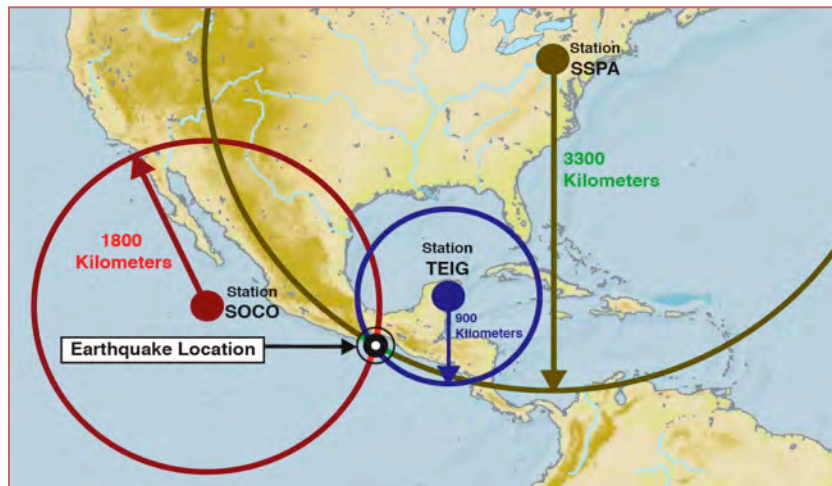 Station
SSPA
3300
Kilometers
1800
Kilometers
Station
SOCO
Station
TEIG
900
Kilometers
Earthquake Location